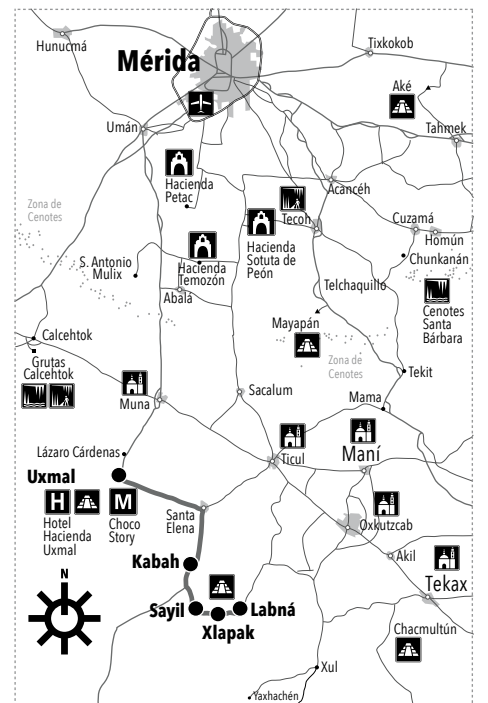 Hunucmá
Mérida
Tixkokob
Aké
Umán
Tahmek
Hacienda
Petac
Acancéh
Zona de
Cenotes
Tecoh
Cuzamá
Homún
Hacienda
Sotuta de
Peón
S. Antonio
Mulix
Hacienda
Temozón
Chunkanán
Abalá
Telchaquillo
Cenotes
Santa
Bárbara
Mayapán
Calcehtok
Grutas
Calcehtok
Zona de
Cenotes
Tekit
Muna
Sacalum
Mama
Lázaro Cárdenas
Ticul
Maní
Uxmal
H
M
Hotel
Hacienda
Uxmal
Choco
Story
Santa
Elena
Oxkutzcab
Kabah
Akil
Tekax
N
Sayil
Labná
Xlapak
Chacmultún
Xul
Yaxhachén